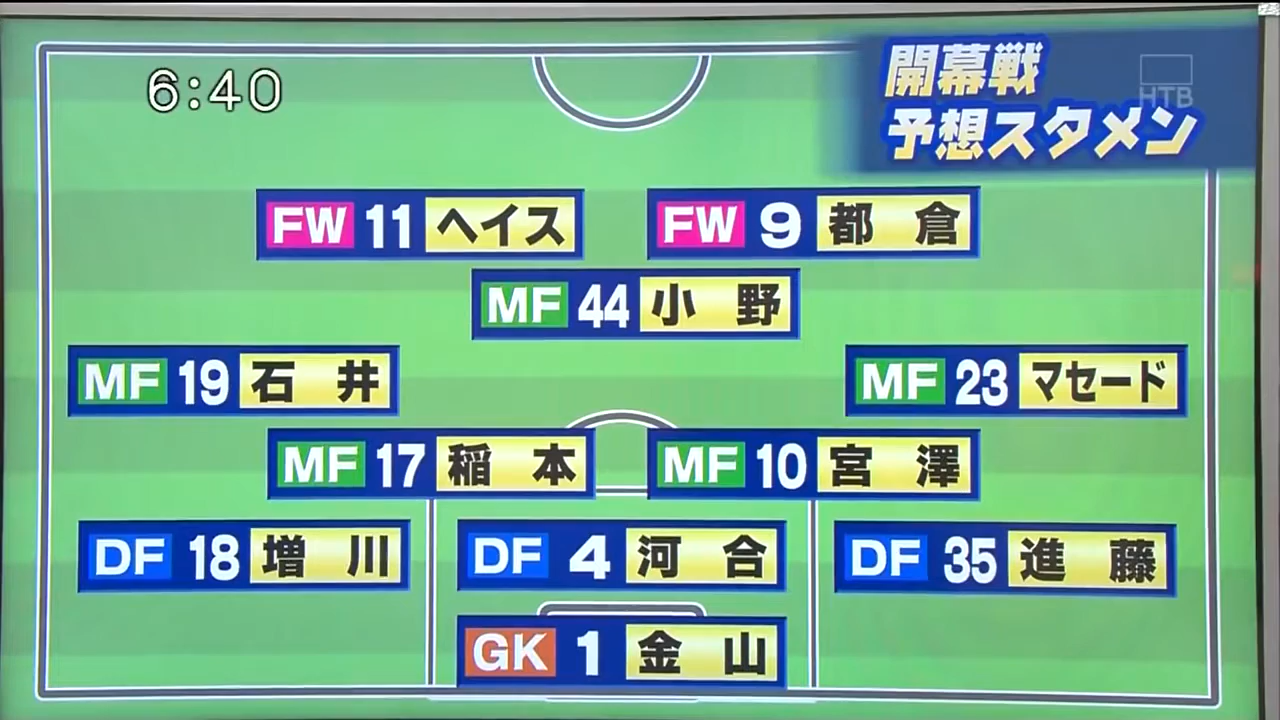 6:40
開幕戦
予想スタメン
HTB
FW 11 ヘイス
FW 9 都倉
MF 44 小野
MF 19 石井
MF 23 マセード
MF 17 稲本
MF 10 宮澤
DF 18 増川
DF 4 河合
DF 35 進藤
GK 1 金山